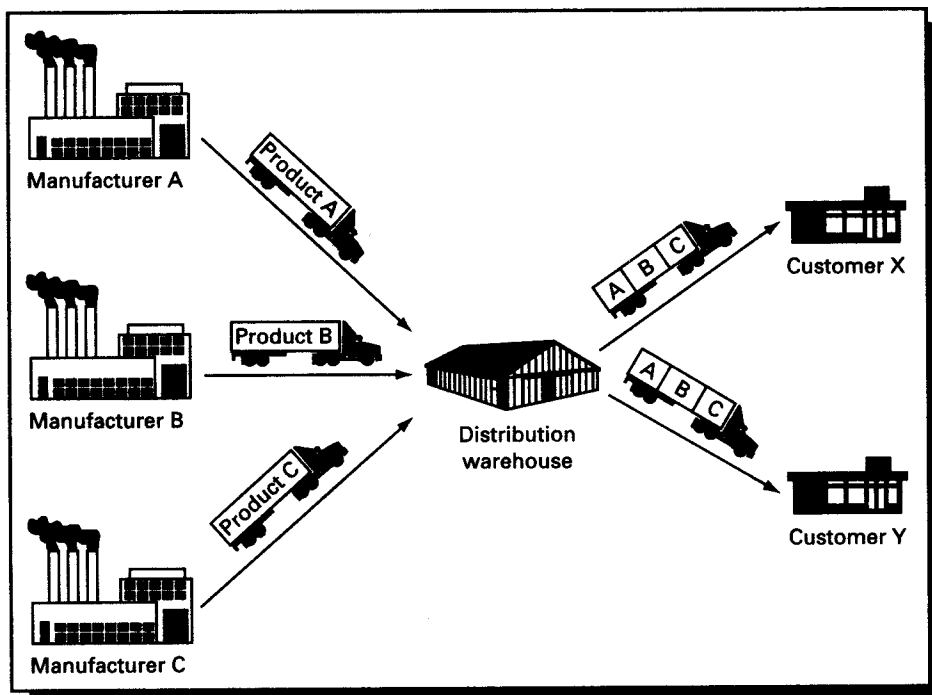 Manufacturer A
Product A
Manufacturer B
Product B
Manufacturer C
Product C
Distribution
warehouse
A B C
Customer X
A B C
Customer Y